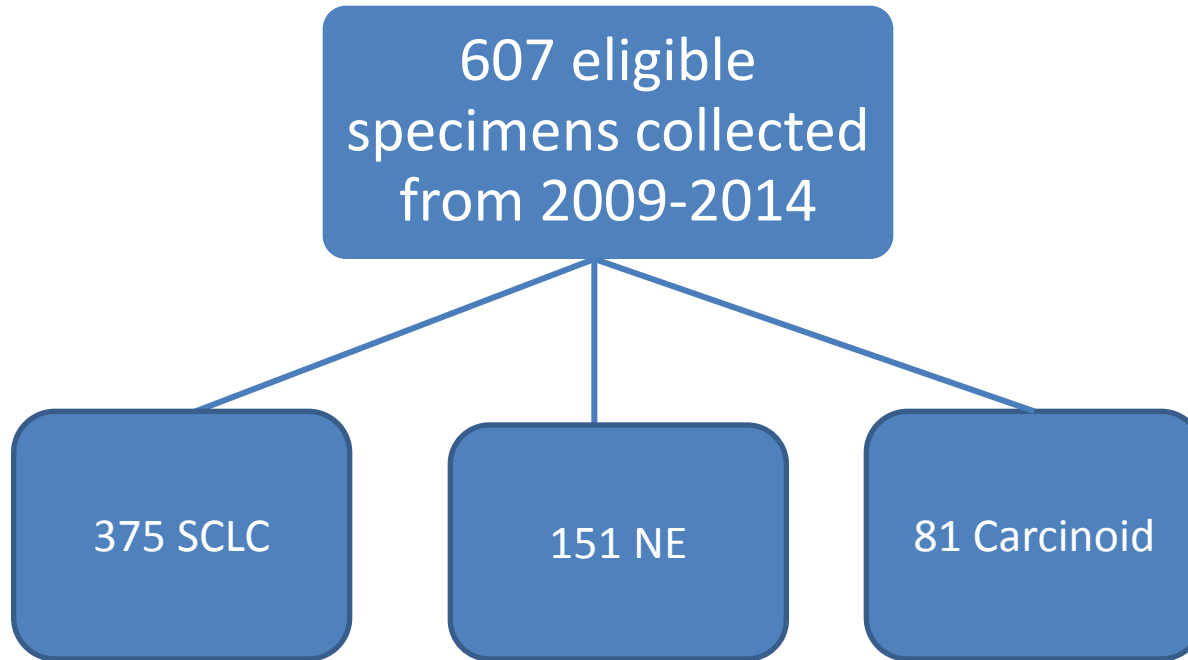 607 eligible
specimens collected
from 2009-2014
375 SCLC
151 NE
81 Carcinoid